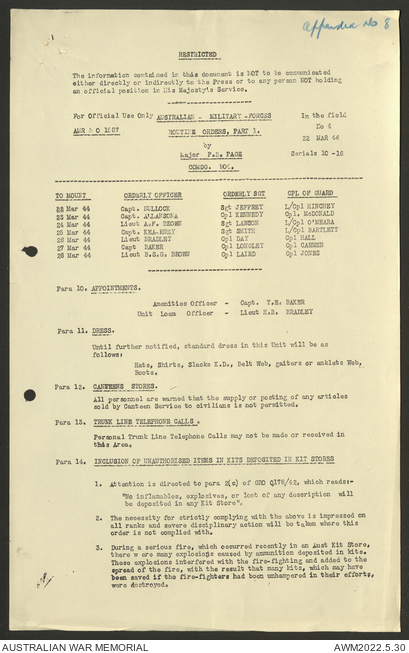 appendix No 8
RESTRICTED
The information contained in this document is NOT to be communicated
either directly or indirectly to the Press or to any person NOT holding
an official position in His Majesty's Service.
For Official Use Only AUSTRALIAN - MILITARY - FORCES In the field
ROUTINE ORDERS, PART 1. No 4
by 22 MAR 44
Major P.E. PAGE Serials 10 -16
COMDG.
TO MOUNT ORDERLY OFFICER ORDERLY SGT CPL OF GUARD
22 Mar 44 Capt. BULLOCK Sgt JEFFREY L/Cpl HINCHEY
23 Mar 44 Capt. Cpl KENNEDY L/Cpl. McDONALD
24 Mar 44 Lieut A.F. BROWN Sgt LAWSON L/Cpl O'MEARA
25 Mar 44 Capt. Sgt SMITH L/Cpl BARTLETT
26 Mar 44 Lieut BRADLEY Cpl DAY Cpl HALL
27 Mar 44 Capt BAKER Cpl LONGLEY Cpl CARMEN
28 Mar 44 Lieut B.S.G. BROWN Cpl LAIRD Cpl JONES
Para 10. APPOINTMENTS.
Amenities Officer - Capt. T.H. BAKER
Unit Loan Officer - Lieut K.S. BRADLEY
Para 11. DRESS.
Until further notified, standard dress in this Unit will be as
follows:
Hats, Shirts, Slacks K.D., Belt Web, gaiters or anklets Web,
Boots.
Para 12. CANTEENS STORES.
All personnel are warned that the supply or posting of any articles
sold by Canteen Service to civilians is not permitted.
Para 13. TRUNK LINE TELEPHONE CALLS.
Personal Trunk Line Telephone Calls may not be made or received in
this Area.
Para 14. INCLUSION OF UNAUTHORISED ITEMS IN KITS DEPOSITED IN KIT STORES
1. Attention is directed to para 2(c) of GRO Q178/42, which reads:-
"No inflamables, explosives, or loot of any description will
be deposited in any Kit Store".
2. The necessity for strictly complying with the above is impressed on
all ranks and severe disciplinary action will be taken where this
order is not complied with.
3. During a serious fire, which occurred recently in an Aust Kit Store,
there were many explosions caused by ammunition deposited in kits.
These explosions interfered with the fire-fighting and added to the
spread of the fire, with the result that many kits, which may have
been saved if the fire-fighters had been unhampered in their efforts,
were destroyed.
AUSTRALIAN WAR MEMORIAL
AWM2022.5.30